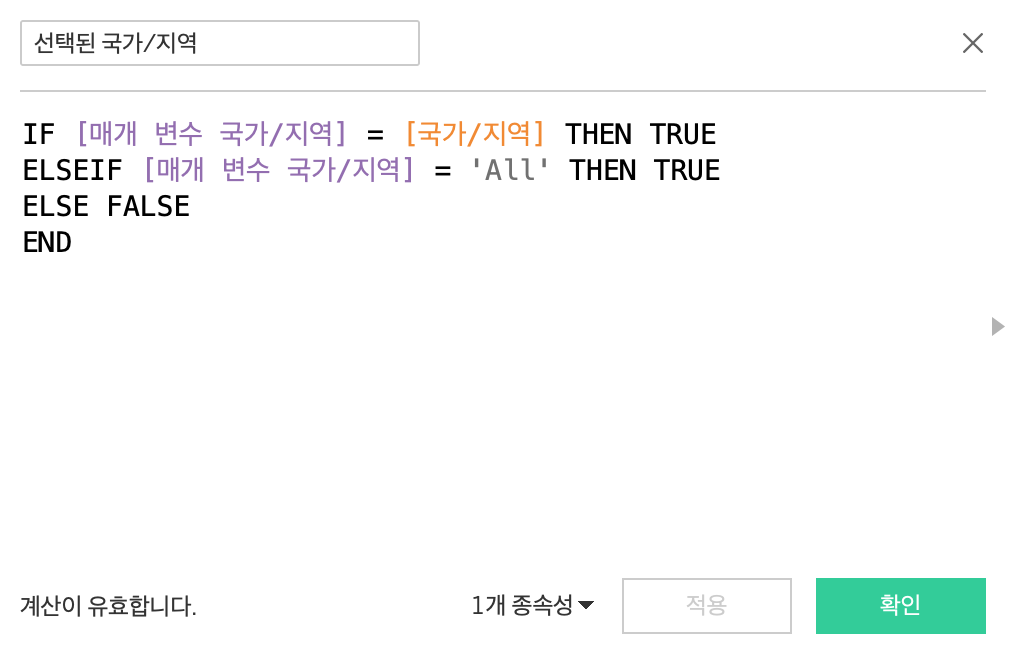 선택된 국가/지역
IF [매개 변수 국가/지역] = [국가/지역] THEN TRUE
ELSEIF [매개 변수 국가/지역] = 'All' THEN TRUE
ELSE FALSE
END
계산이 유효합니다. 1개 종속성 적용 확인